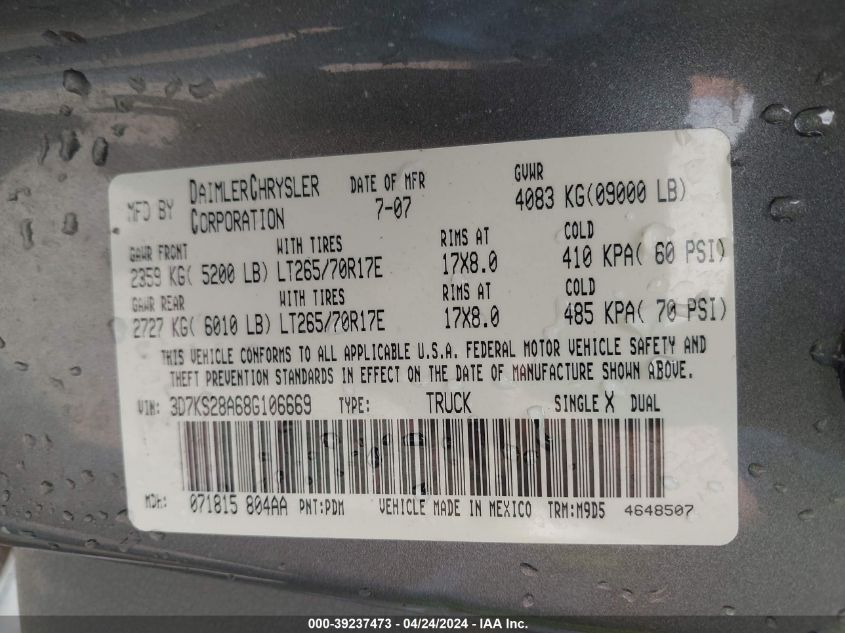 MFD BY DAIMLERCHRYSLER CORPORATION DATE OF MFR 7-07 GVWR 4083 KG(09000 LB)
GAWR FRONT WITH TIRES RIMS AT COLD
2359 KG( 5200 LB) LT265/70R17E 17X8.0 410 KPA( 60 PSI)
GAWR REAR WITH TIRES RIMS AT COLD
2727 KG( 6010 LB) LT265/70R17E 17X8.0 485 KPA( 70 PSI)
THIS VEHICLE CONFORMS TO ALL APPLICABLE U.S.A. FEDERAL MOTOR VEHICLE SAFETY AND
THEFT PREVENTION STANDARDS IN EFFECT ON THE DATE OF MANUFACTURE SHOWN ABOVE.
VIN: 3D7KS28A68G106669 TYPE: TRUCK SINGLE X DUAL
MDH: 071815 804AA PNT:PDM VEHICLE MADE IN MEXICO TRM:M9D5 4648507
000-39237473 - 04/24/2024 - IAA Inc.